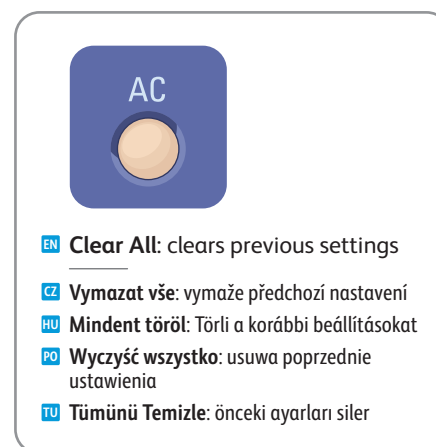 AC
EN Clear All: clears previous settings
CZ Vymazat vše: vymaže předchozí nastavení
HU Mindent töröl: Törli a korábbi beállításokat
PO Wyczyść wszystko: usuwa poprzednie
ustawienia
TU Tümünü Temizle: önceki ayarları siler